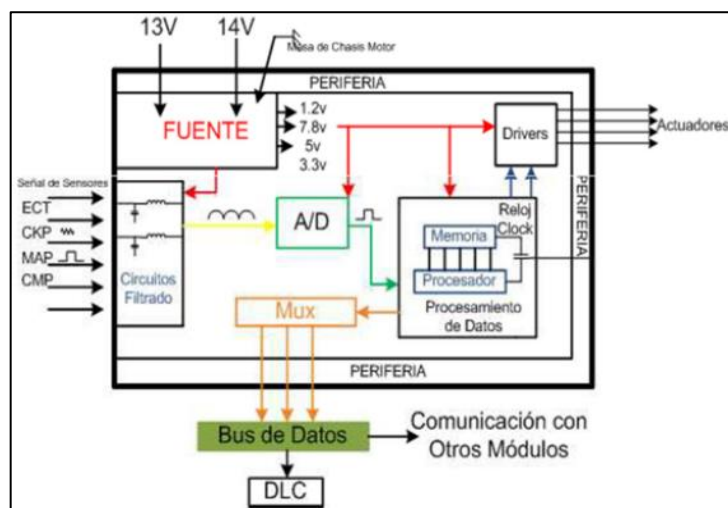 13V
14V
Masa de Chasis Motor
PERIFERIA
FUENTE
1.2v
7.8v
5v
3.3v
Drivers
Actuadores
PERIFERIA
Señal de Sensores
ECT
CKP
MAP
CMP
Circuitos
Filtrado
A/D
Reloj
Clock
Memoria
Procesador
Procesamiento
de Datos
Mux
PERIFERIA
Bus de Datos
Comunicación con
Otros Módulos
DLC